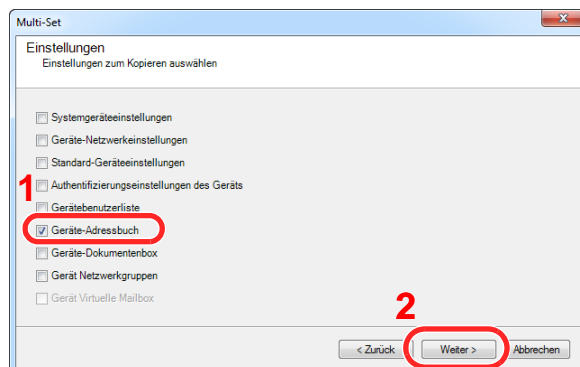 Multi-Set
Einstellungen
Einstellungen zum Kopieren auswählen
Systemgeräteeinstellungen
Geräte-Netzwerkeinstellungen
Standard-Geräteeinstellungen
1
Authentifizierungseinstellungen des Geräts
Gerätebenutzerliste
Geräte-Adressbuch
Geräte-Dokumentenbox
Gerät Netzwerkgruppen
Gerät Virtuelle Mailbox
2
< Zurück Weiter > Abbrechen